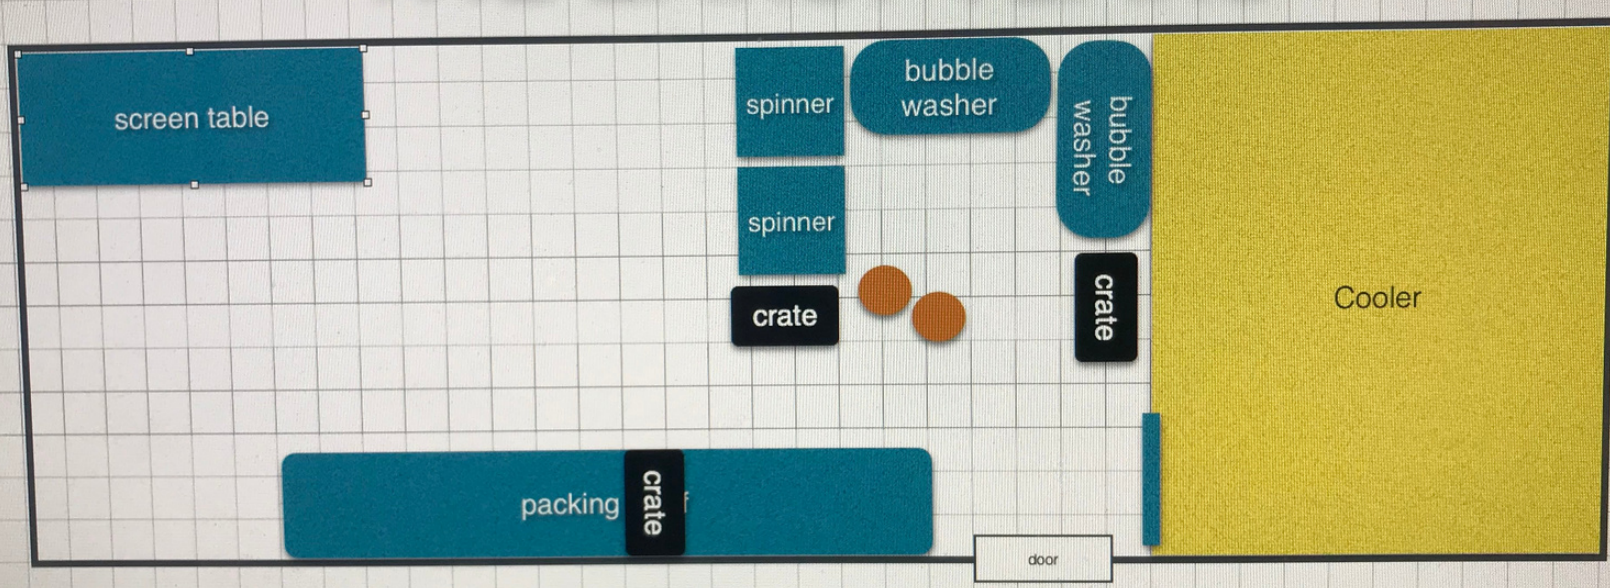 screen table
spinner
bubble
washer
bubble
washer
spinner
crate
crate
Cooler
packing
crate
f
door